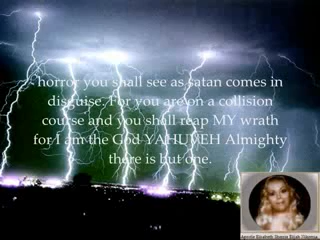 horror you shall see as satan comes in
disguise. For you are on a collision
course and you shall reap MY wrath
for I am the God YAHUVEH Almighty
there is but one.